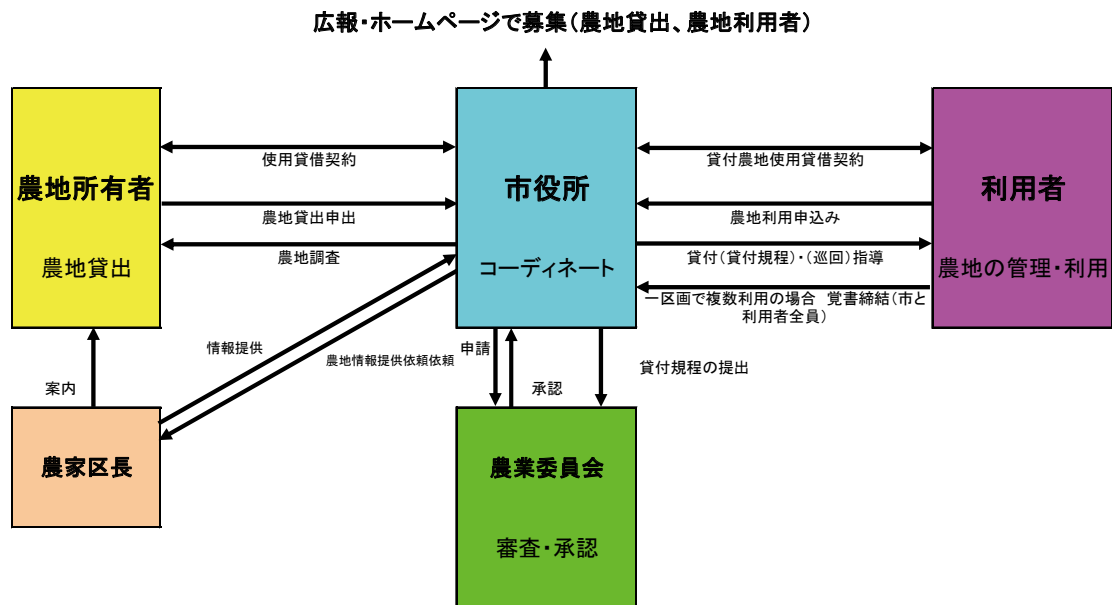 広報・ホームページで募集(農地貸出、農地利用者)
農地所有者
農地貸出
市役所
コーディネート
利用者
農地の管理・利用
使用貸借契約
農地貸出申出
農地調査
貸付農地使用貸借契約
農地利用申込み
貸付(貸付規程)・(巡回)指導
一区画で複数利用の場合 覚書締結(市と
利用者全員)
情報提供
農地情報提供依頼依頼
申請
承認
貸付規程の提出
案内
農家区長
農業委員会
審査・承認